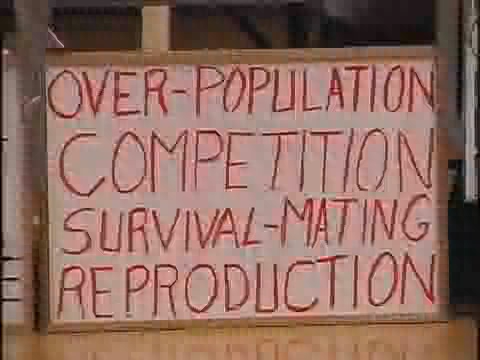 OVER-POPULATION
COMPETITION
SURVIVAL-MATING
REPRODUCTION